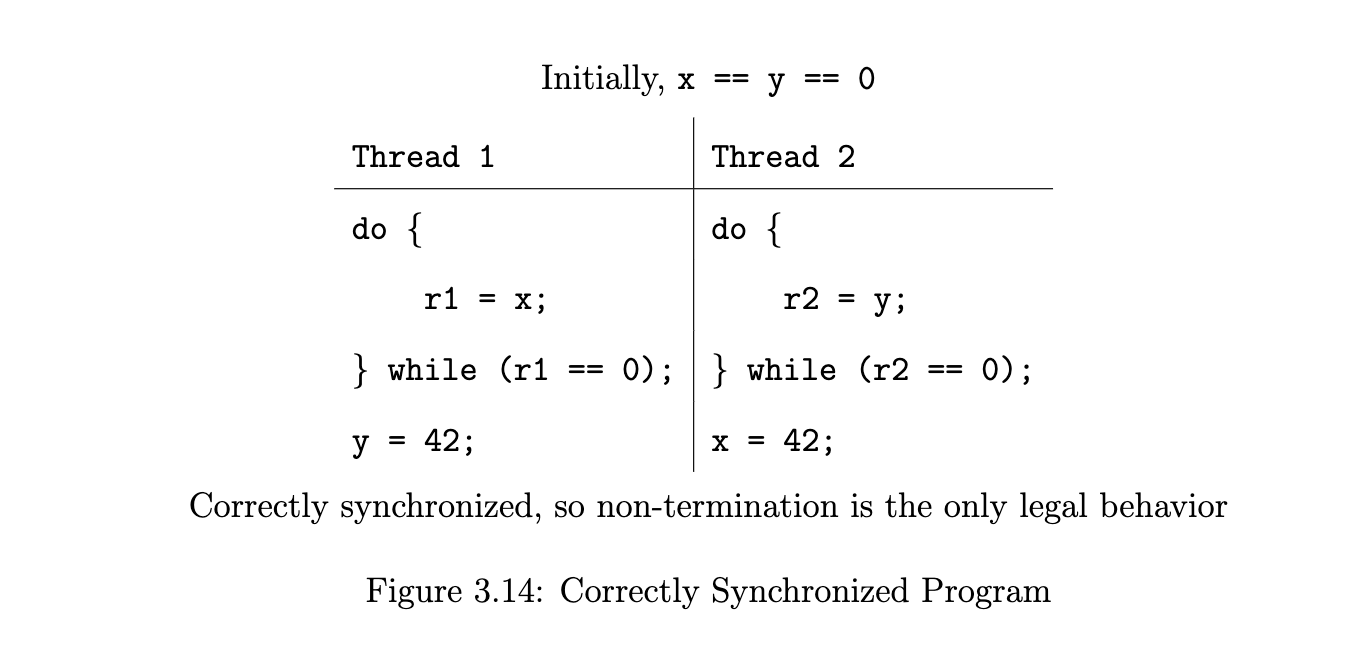 Initially, x == y == 0
Thread 1 Thread 2
do { do {
r1 = x; r2 = y;
} while (r1 == 0); } while (r2 == 0);
y = 42; x = 42;
Correctly synchronized, so non-termination is the only legal behavior
Figure 3.14: Correctly Synchronized Program